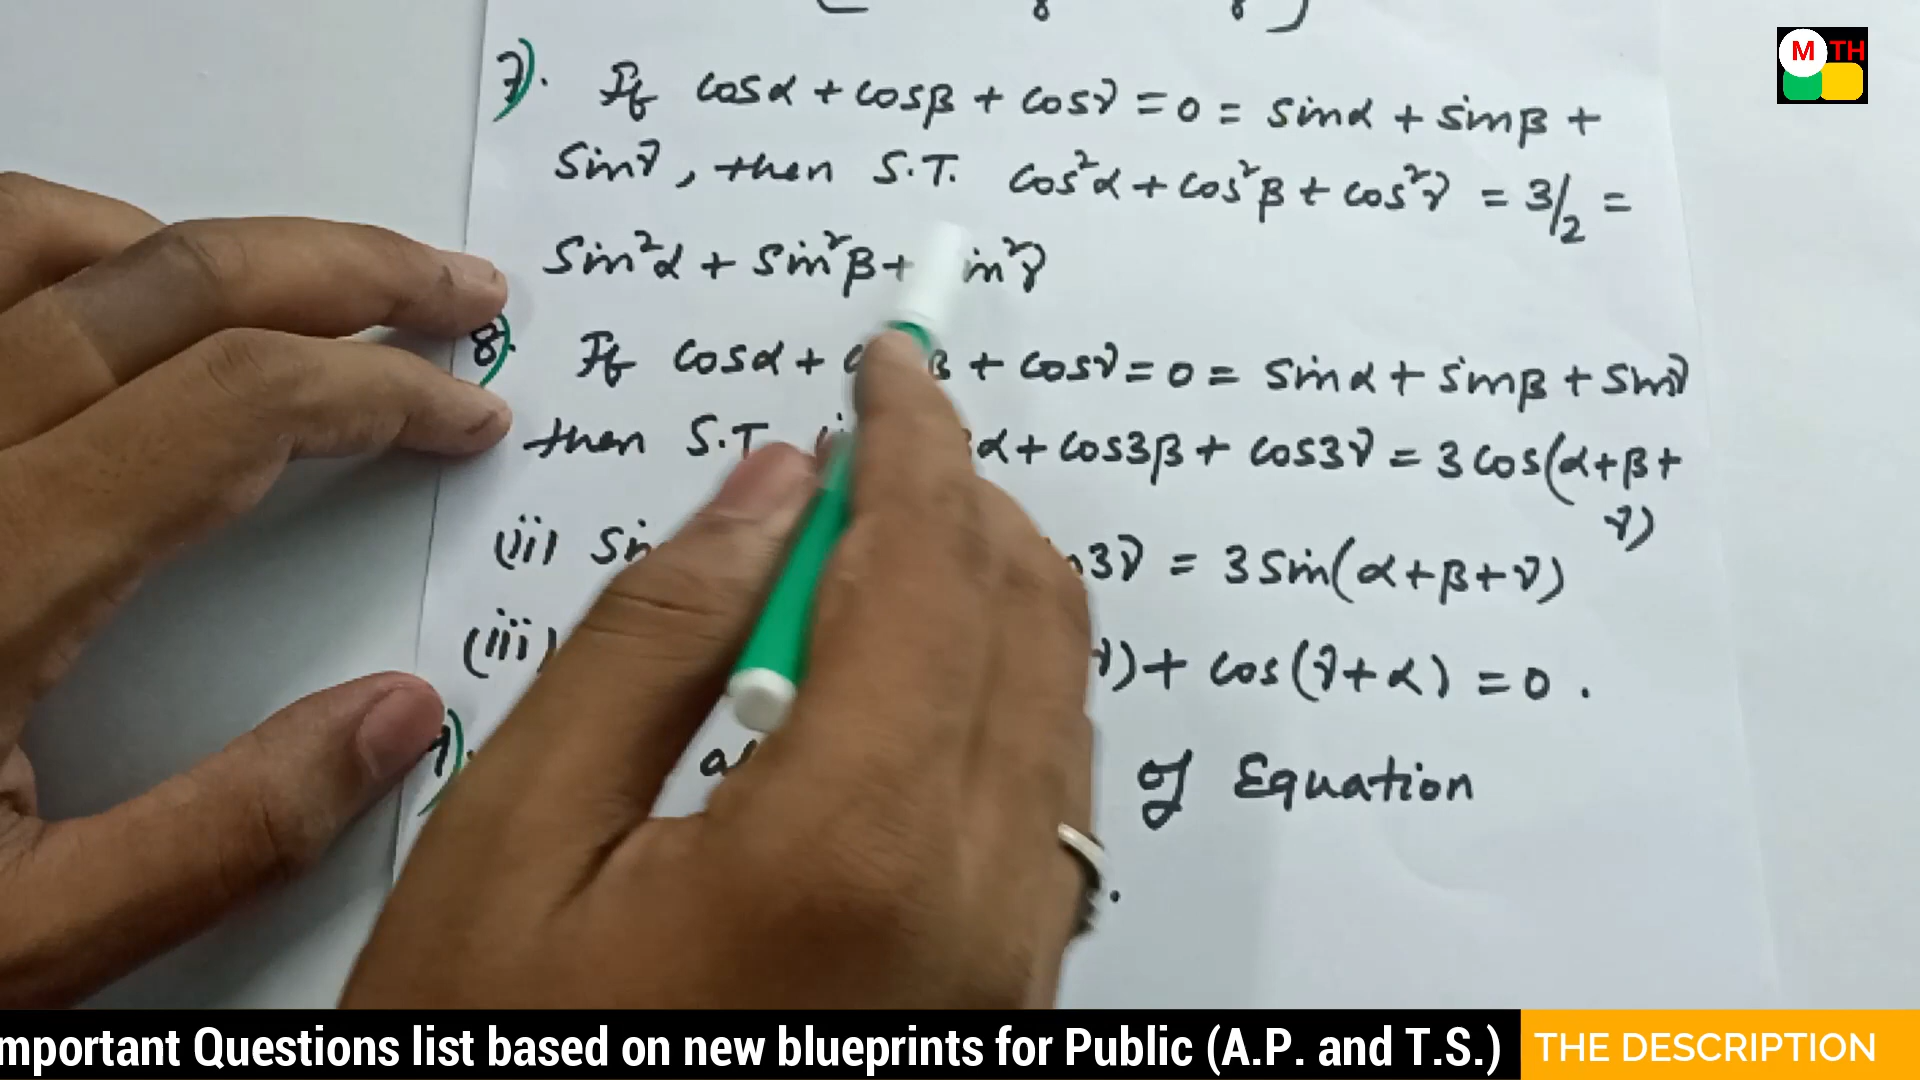 M TH
7). If cosα + cosβ + cosγ = 0 = sinα + sinβ +
sinγ, then S.T. cos²α + cos²β + cos²γ = 3/2 =
sin²α + sin²β + in²γ
8). If cosα + β + cosγ = 0 = sinα + sinβ + sinγ
then S.T α + cos3β + cos3γ = 3cos(α+β+
γ)
(ii) 3γ = 3sin(α+β+γ)
(iii) γ) + cos(γ+α) = 0 .
9). of Equation
mportant Questions list based on new blueprints for Public (A.P. and T.S.) THE DESCRIPTION